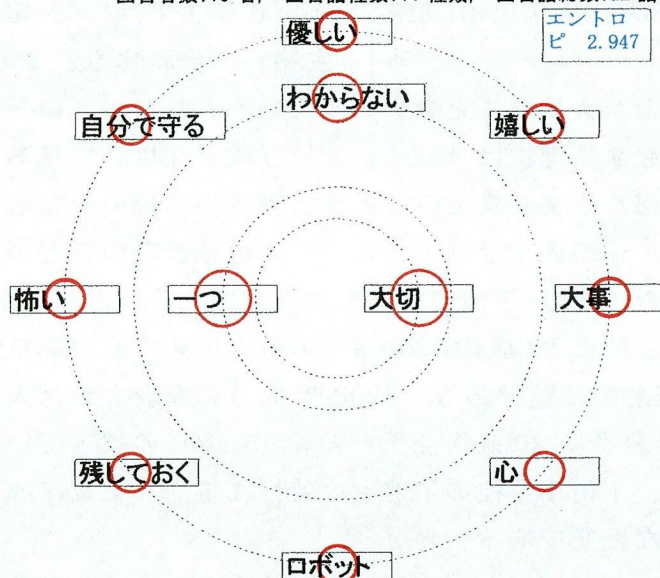 エントロ
ピ 2.947
優しい
わからない
自分で守る
嬉しい
怖い
一つ
大切
大事
残しておく
心
ロボット